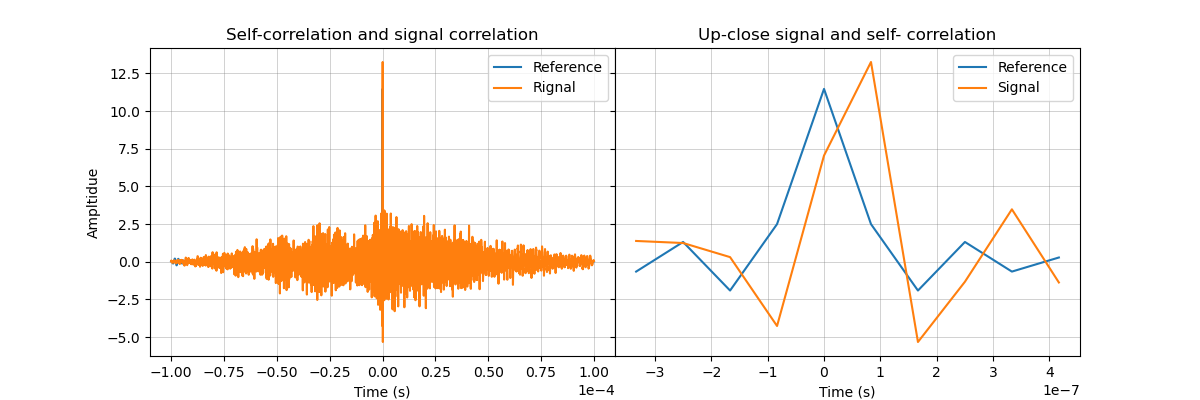 Self-correlation and signal correlation
Reference
Rignal
12.5
10.0
7.5
5.0
2.5
0.0
−2.5
−5.0
Ampltidue
−1.00 −0.75 −0.50 −0.25 0.00 0.25 0.50 0.75 1.00
1e−4
Time (s)
Up-close signal and self- correlation
Reference
Signal
−3 −2 −1 0 1 2 3 4
1e−7
Time (s)